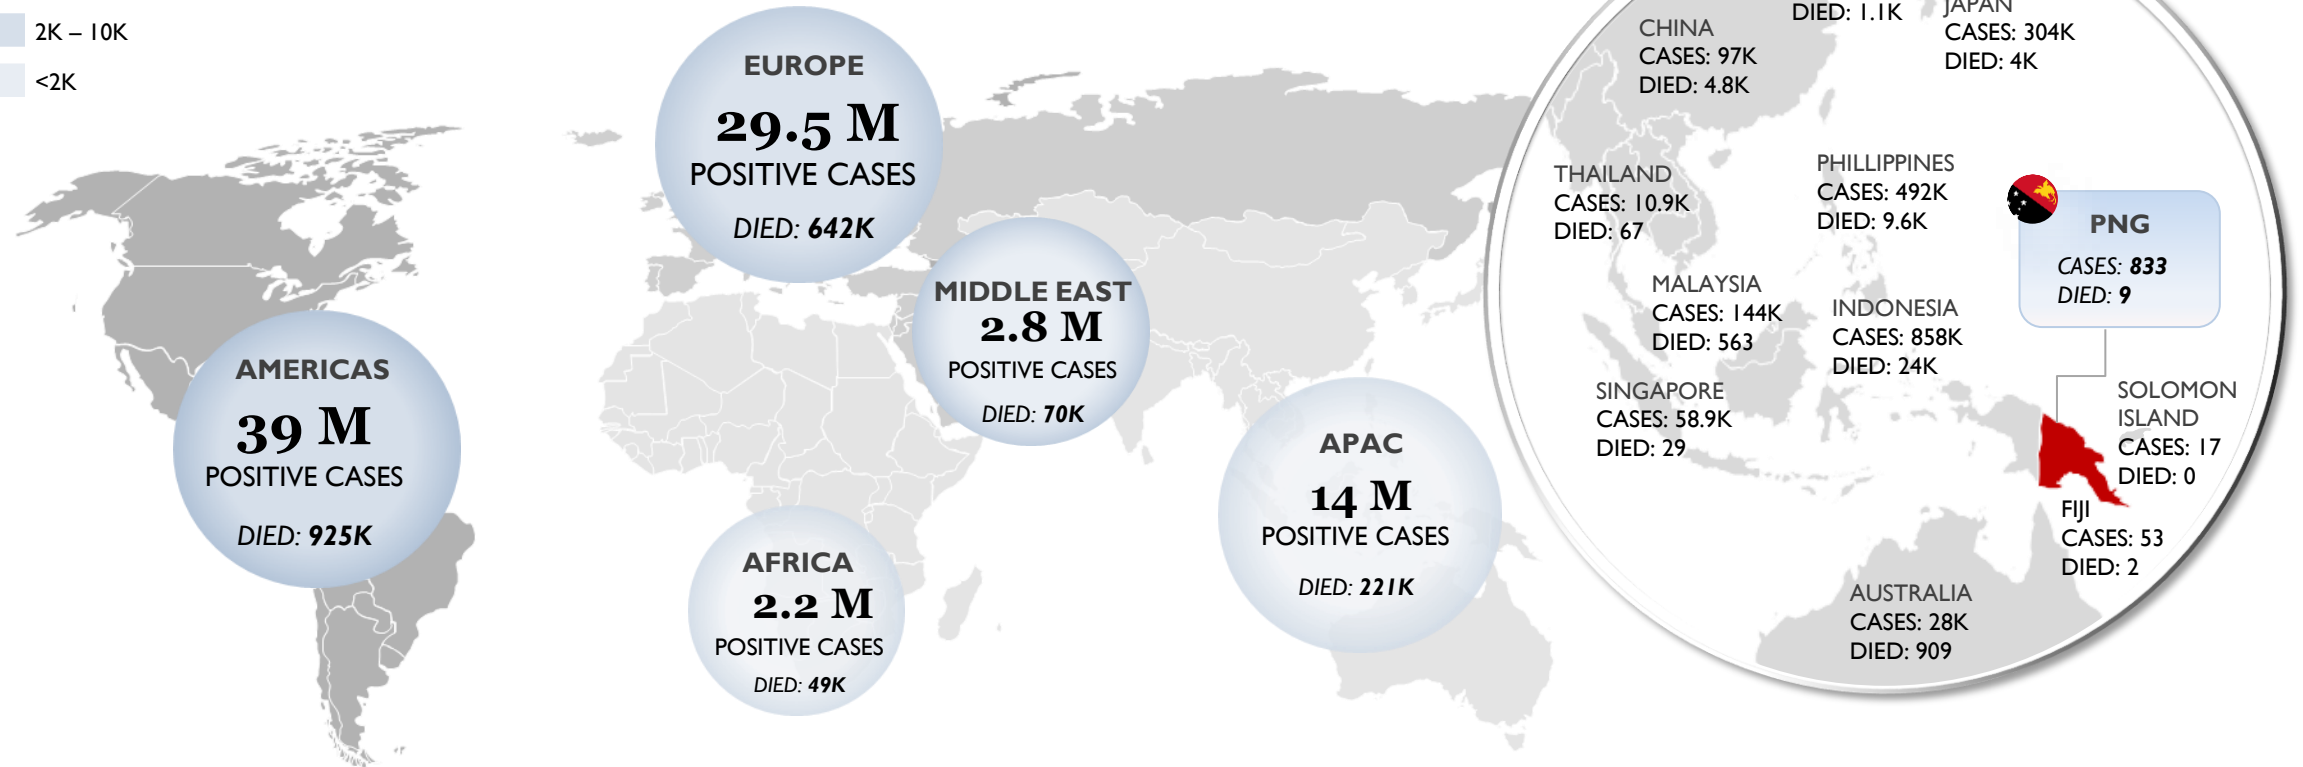 2K – 10K
<2K
EUROPE
29.5 M
POSITIVE CASES
DIED: 642K
MIDDLE EAST
2.8 M
POSITIVE CASES
DIED: 70K
AMERICAS
39 M
POSITIVE CASES
DIED: 925K
AFRICA
2.2 M
POSITIVE CASES
DIED: 49K
APAC
14 M
POSITIVE CASES
DIED: 221K
DIED: 1.1K
JAPAN
CASES: 304K
DIED: 4K
CHINA
CASES: 97K
DIED: 4.8K
THAILAND
CASES: 10.9K
DIED: 67
PHILLIPPINES
CASES: 492K
DIED: 9.6K
PNG
CASES: 833
DIED: 9
MALAYSIA
CASES: 144K
DIED: 563
INDONESIA
CASES: 858K
DIED: 24K
SINGAPORE
CASES: 58.9K
DIED: 29
SOLOMON
ISLAND
CASES: 17
DIED: 0
FIJI
CASES: 53
DIED: 2
AUSTRALIA
CASES: 28K
DIED: 909